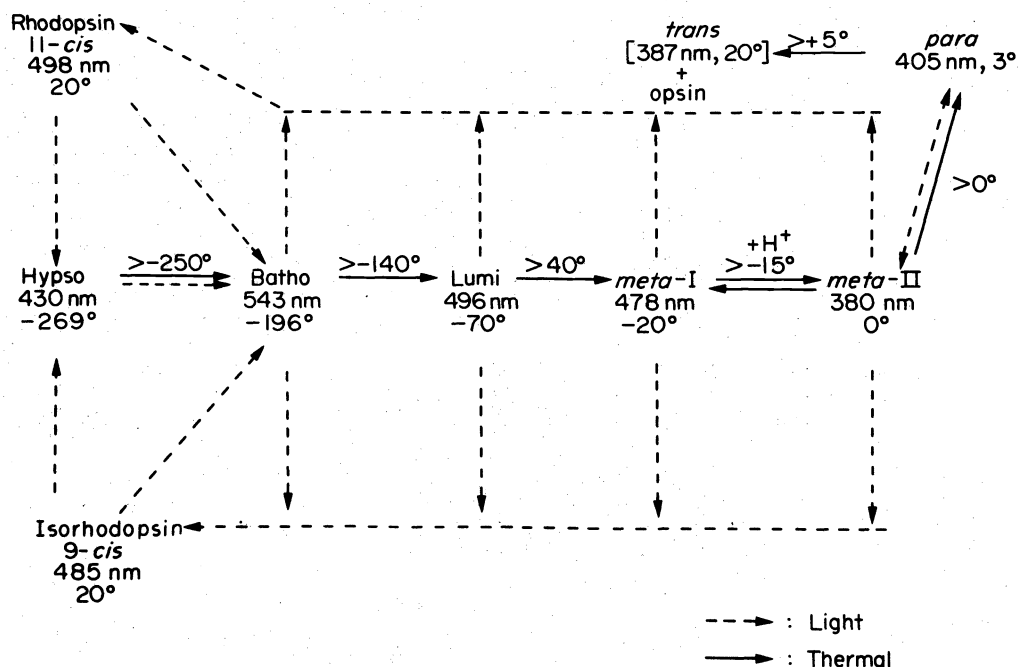 Rhodopsin
11-cis
498 nm
20°
trans
[387nm, 20°]
+
opsin
>+5°
para
405 nm, 3°
>0°
Hypso
430 nm
-269°
>-250°
Batho
543 nm
-196°
>-140°
Lumi
496 nm
-70°
>40°
meta-I
478 nm
-20°
+H⁺
>-15°
meta-II
380 nm
0°
Isorhodopsin
9-cis
485 nm
20°
: Light
: Thermal